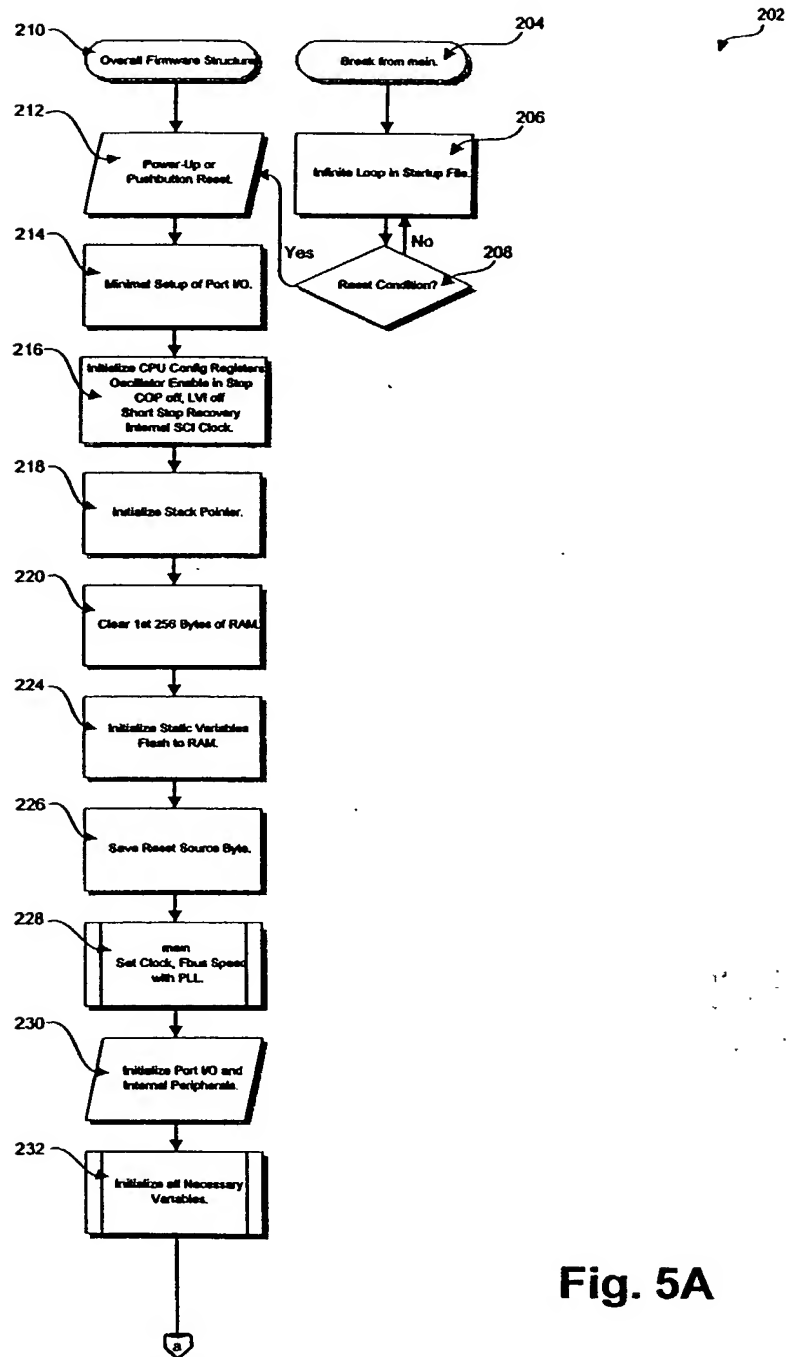 202
210
Overall Firmware Structure
204
Break from main.
212
Power-Up or
Pushbution Reset.
206
Infinite Loop in Startup File.
Yes
No
208
Reset Condition?
214
Minimal Setup of Port I/O.
216
Initialize CPU Config Registers
Oscillator Enable in Stop
COP off, LVI off
Short Stop Recovery
Internal SCI Clock.
218
Initialize Stack Pointer.
220
Clear 1st 256 Bytes of RAM.
224
Initialize Static Variables
Flash to RAM.
226
Save Reset Source Byte.
228
main
Set Clock, Fbus Speed
with PLL.
230
Initialize Port I/O and
Internal Peripherals.
232
Initialize all Necessary
Variables.
a
Fig. 5A